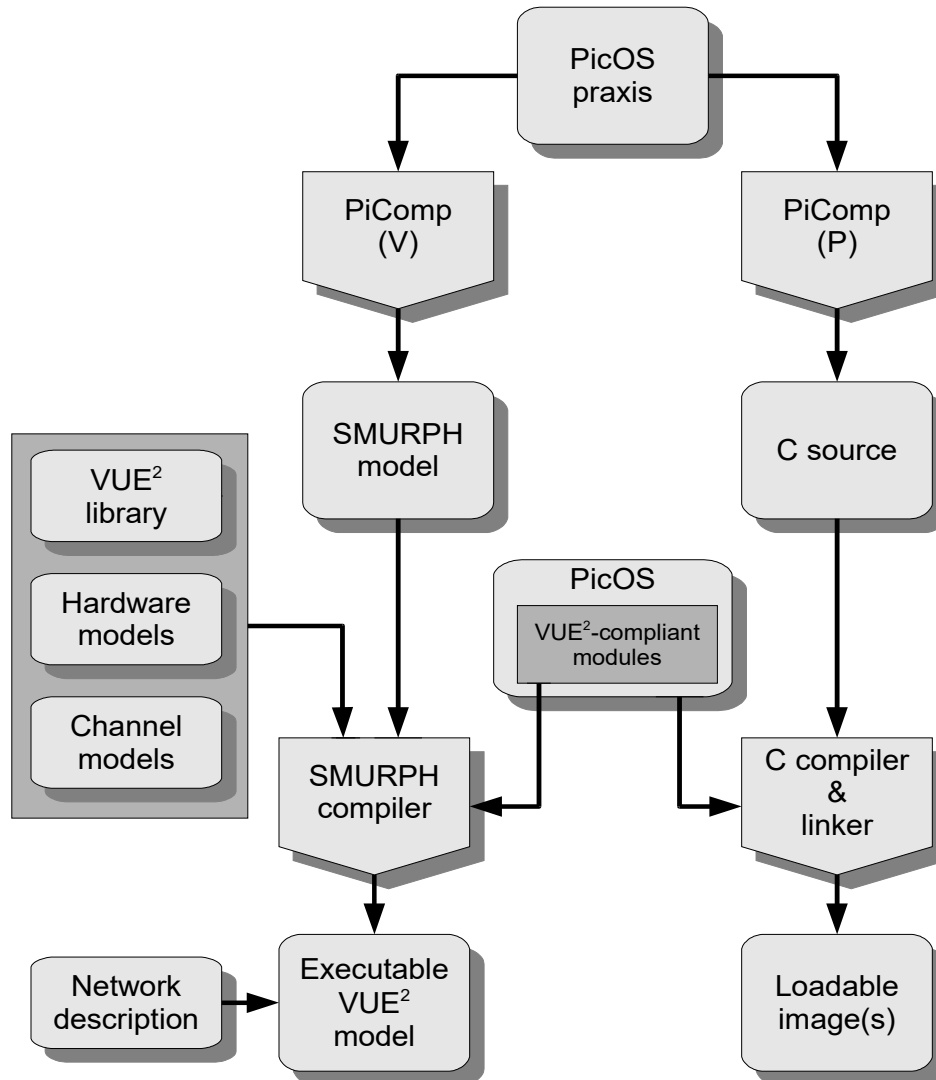 PicOS
praxis
PiComp
(V)
PiComp
(P)
SMURPH
model
C source
VUE²
library
Hardware
models
Channel
models
PicOS
VUE²-compliant
modules
SMURPH
compiler
C compiler
&
linker
Network
description
Executable
VUE²
model
Loadable
image(s)